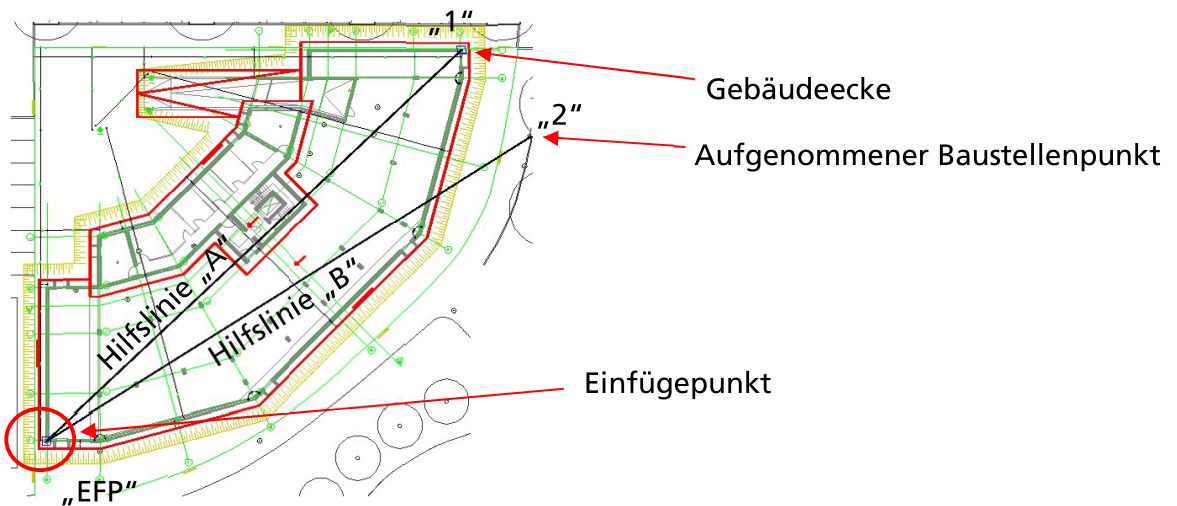 „1“
Gebäudeecke
„2“
Aufgenommener Baustellenpunkt
Hilfslinie „A“
Hilfslinie „B“
Einfügepunkt
„EFP“